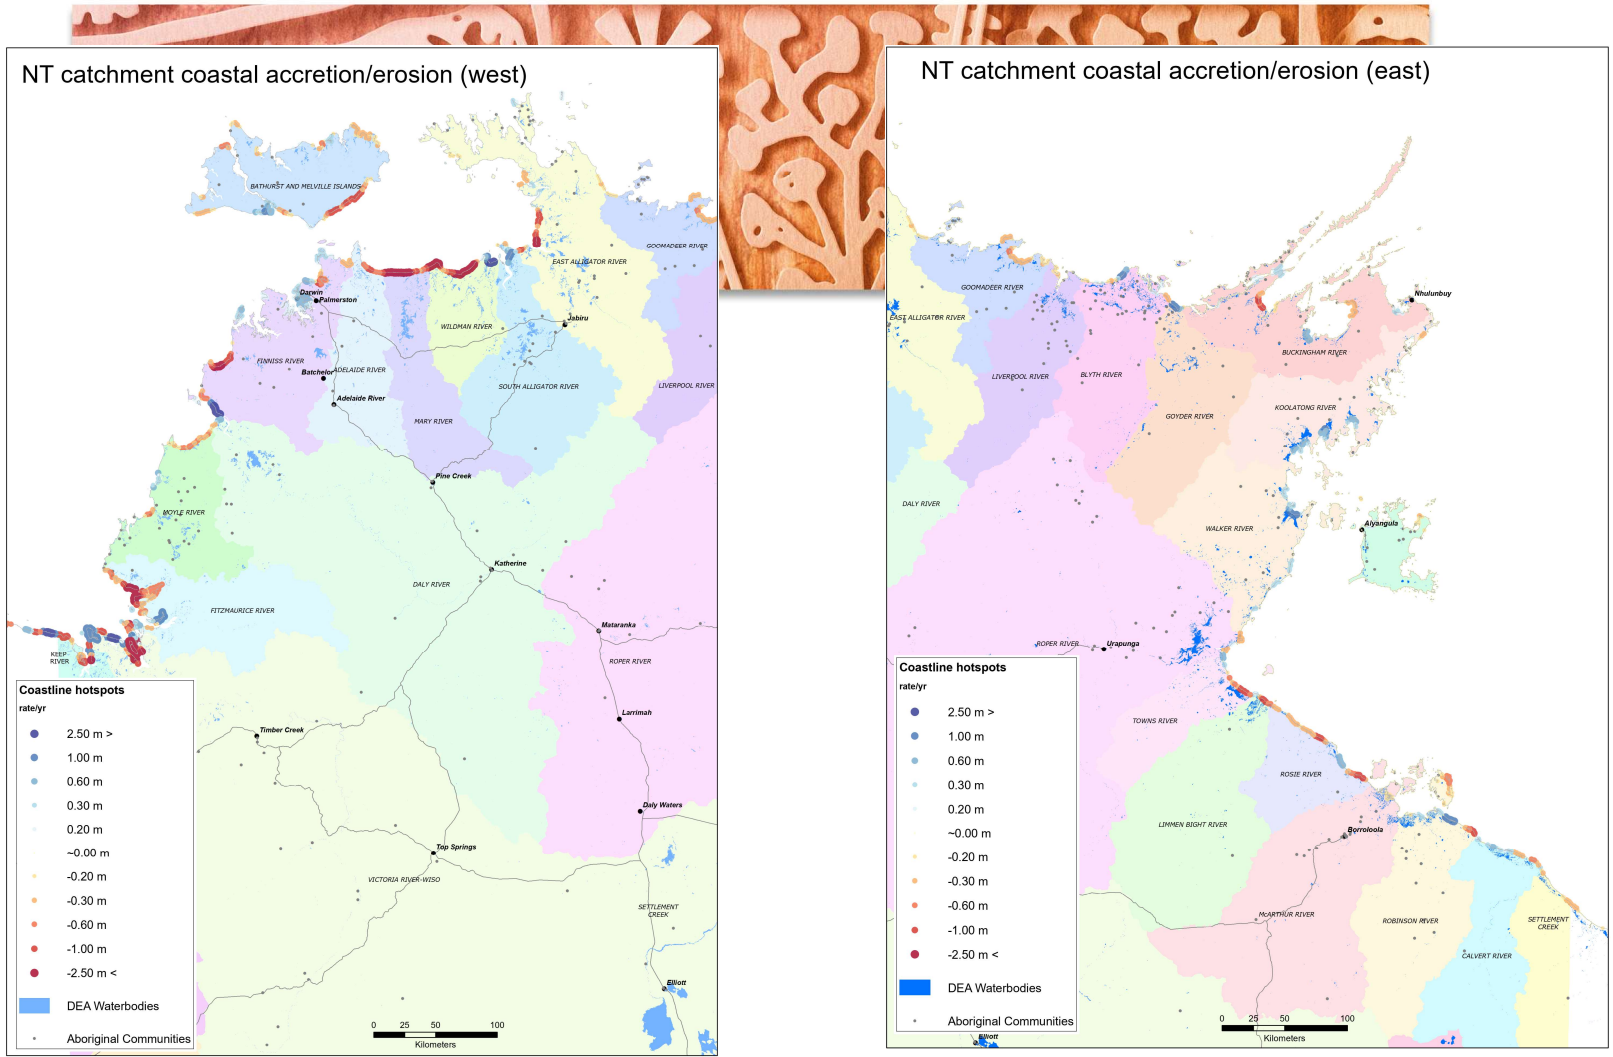 NT catchment coastal accretion/erosion (west)
BATHURST AND MELVILLE ISLANDS
GOOMADEER RIVER
EAST ALLIGATOR RIVER
Darwin
Palmerston
Jabiru
WILDMAN RIVER
FINNISS RIVER
Batchelor
ADELAIDE RIVER
SOUTH ALLIGATOR RIVER
LIVERPOOL RIVER
Adelaide River
MARY RIVER
Pine Creek
MOYLE RIVER
Katherine
DALY RIVER
FITZMAURICE RIVER
Mataranka
KEEP
RIVER
ROPER RIVER
Larrimah
Timber Creek
Daly Waters
Top Springs
VICTORIA RIVER-WISO
SETTLEMENT
CREEK
Elliott
Coastline hotspots
rate/yr
2.50 m >
1.00 m
0.60 m
0.30 m
0.20 m
~0.00 m
-0.20 m
-0.30 m
-0.60 m
-1.00 m
-2.50 m <
DEA Waterbodies
Aboriginal Communities
0 25 50 100
Kilometers
NT catchment coastal accretion/erosion (east)
Nhulunbuy
GOOMADEER RIVER
EAST ALLIGATOR RIVER
BUCKINGHAM RIVER
LIVERPOOL RIVER
BLYTH RIVER
KOOLATONG RIVER
GOYDER RIVER
DALY RIVER
WALKER RIVER
Alyangula
ROPER RIVER
Urapunga
TOWNS RIVER
ROSIE RIVER
LIMMEN BIGHT RIVER
Borroloola
McARTHUR RIVER
ROBINSON RIVER
SETTLEMENT
CREEK
CALVERT RIVER
Elliott
Coastline hotspots
rate/yr
2.50 m >
1.00 m
0.60 m
0.30 m
0.20 m
~0.00 m
-0.20 m
-0.30 m
-0.60 m
-1.00 m
-2.50 m <
DEA Waterbodies
Aboriginal Communities
0 25 50 100
Kilometers